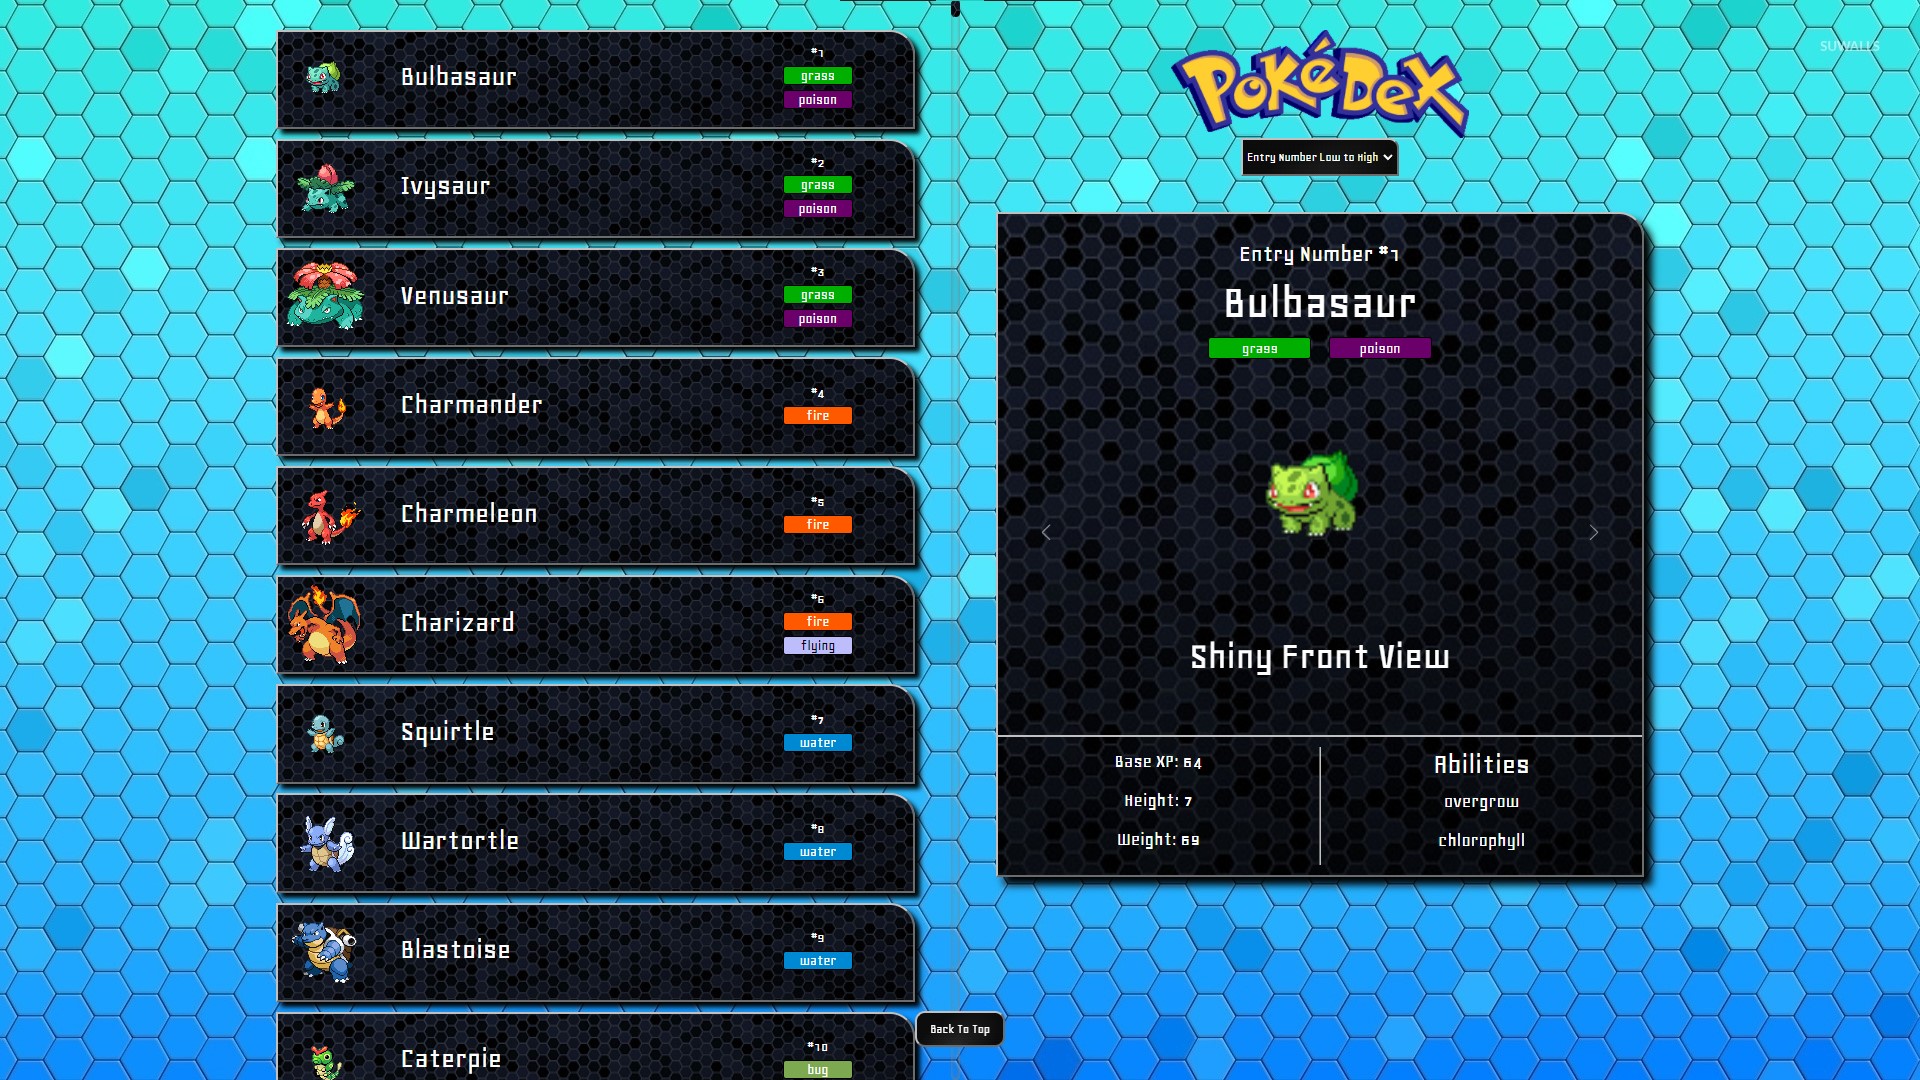 #1
Bulbasaur
grass
poison
#2
Ivysaur
grass
poison
#3
Venusaur
grass
poison
#4
Charmander
fire
#5
Charmeleon
fire
#6
Charizard
fire
flying
#7
Squirtle
water
#8
Wartortle
water
#9
Blastoise
water
#10
Caterpie
bug
Back To Top
PokéDex
SUWALLS
Entry Number Low to High
Entry Number #1
Bulbasaur
grass poison
Shiny Front View
Base XP: 64
Height: 7
Weight: 69
Abilities
overgrow
chlorophyll